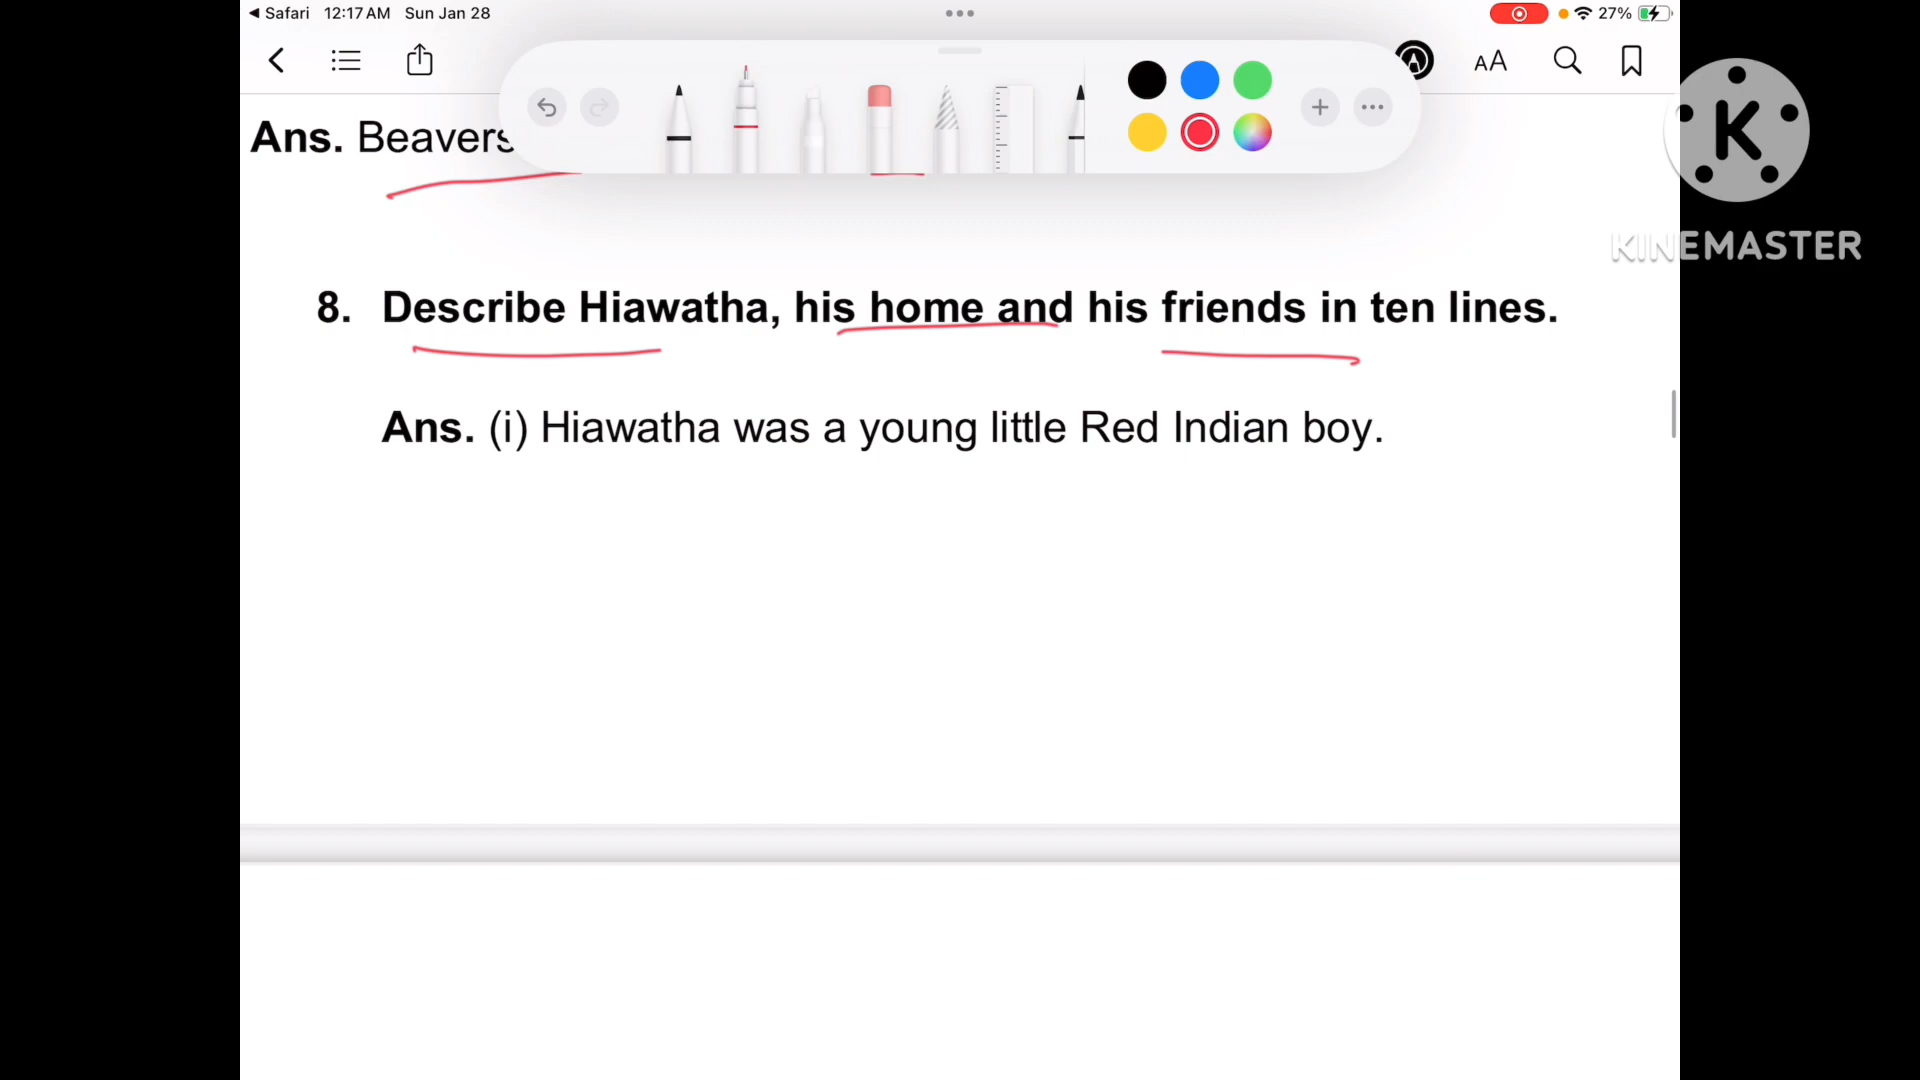 Safari 12:17 AM Sun Jan 28
27%
AA
K
Ans. Beavers
KINEMASTER
8. Describe Hiawatha, his home and his friends in ten lines.
Ans. (i) Hiawatha was a young little Red Indian boy.